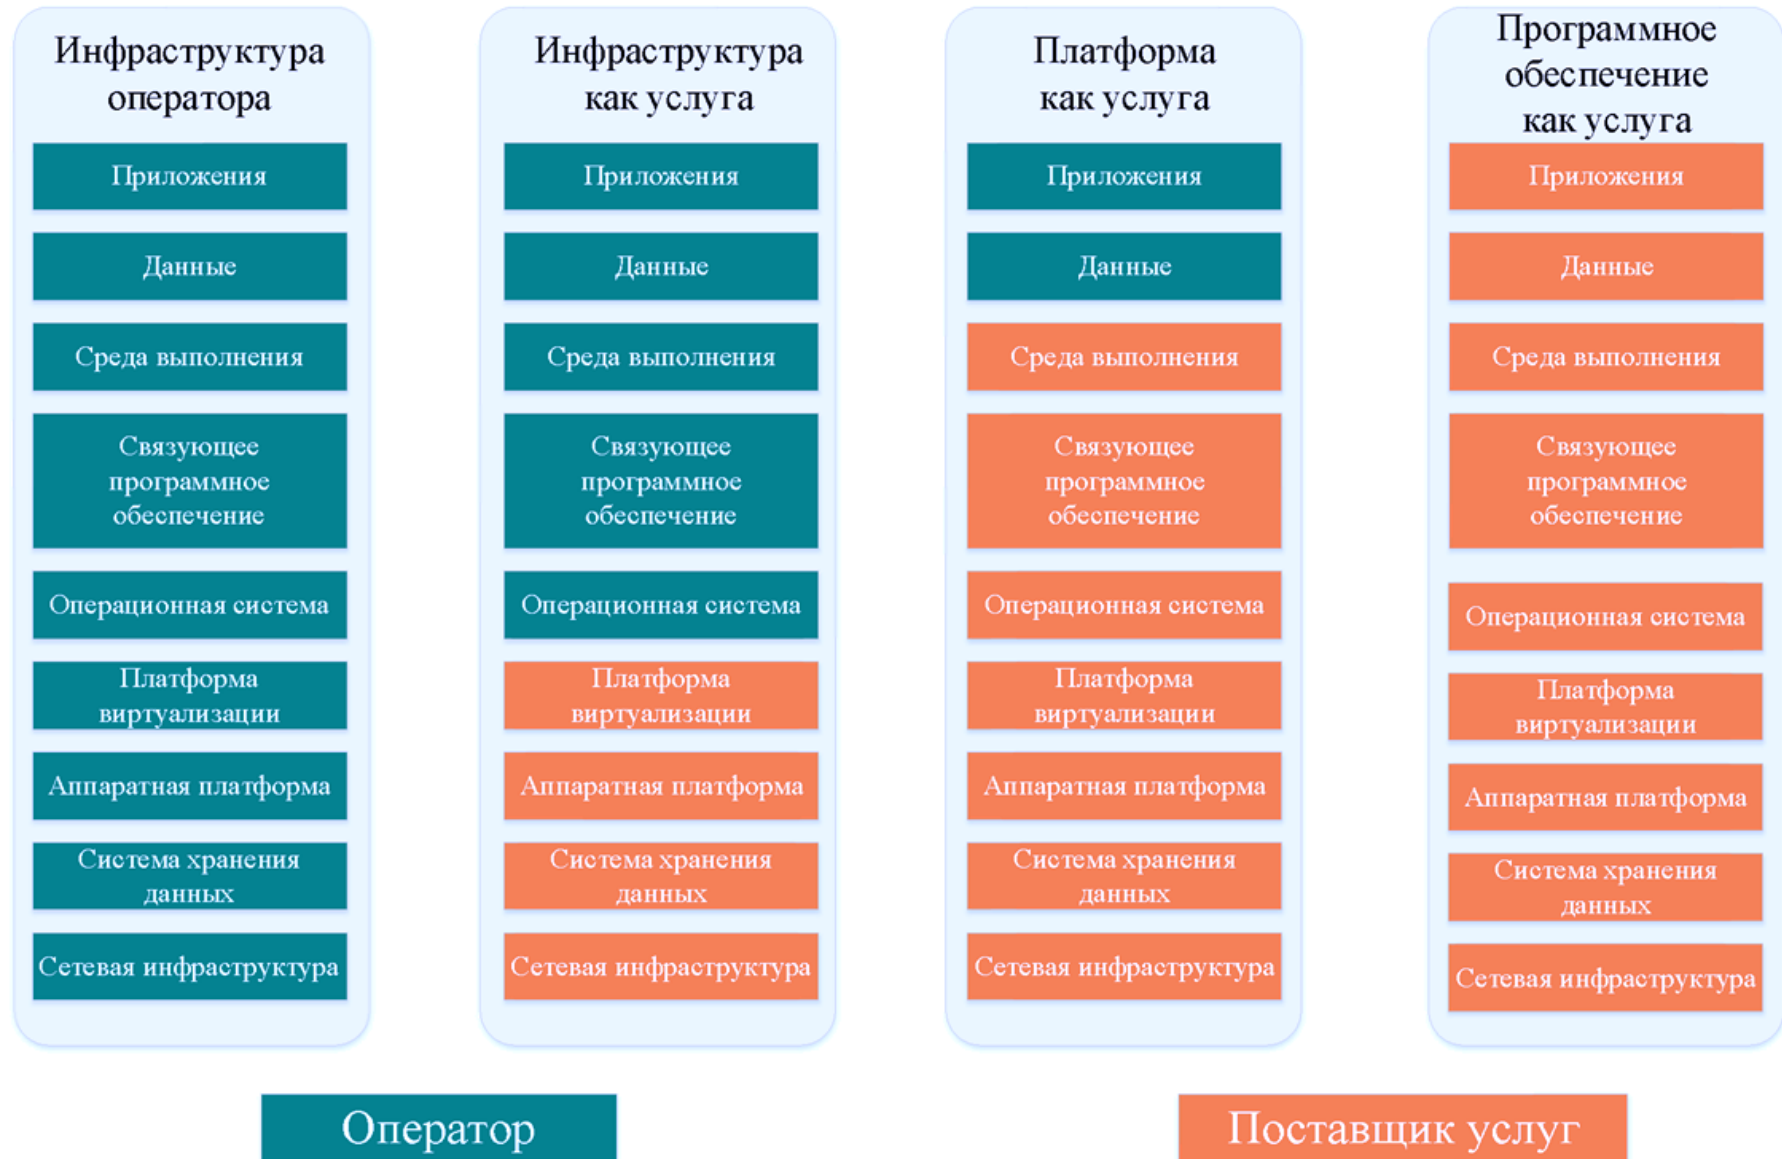 Инфраструктура
оператора
Приложения
Данные
Среда выполнения
Связующее
программное
обеспечение
Операционная система
Платформа
виртуализации
Аппаратная платформа
Система хранения
данных
Сетевая инфраструктура
Инфраструктура
как услуга
Приложения
Данные
Среда выполнения
Связующее
программное
обеспечение
Операционная система
Платформа
виртуализации
Аппаратная платформа
Система хранения
данных
Сетевая инфраструктура
Платформа
как услуга
Приложения
Данные
Среда выполнения
Связующее
программное
обеспечение
Операционная система
Платформа
виртуализации
Аппаратная платформа
Система хранения
данных
Сетевая инфраструктура
Программное
обеспечение
как услуга
Приложения
Данные
Среда выполнения
Связующее
программное
обеспечение
Операционная система
Платформа
виртуализации
Аппаратная платформа
Система хранения
данных
Сетевая инфраструктура
Оператор
Поставщик услуг